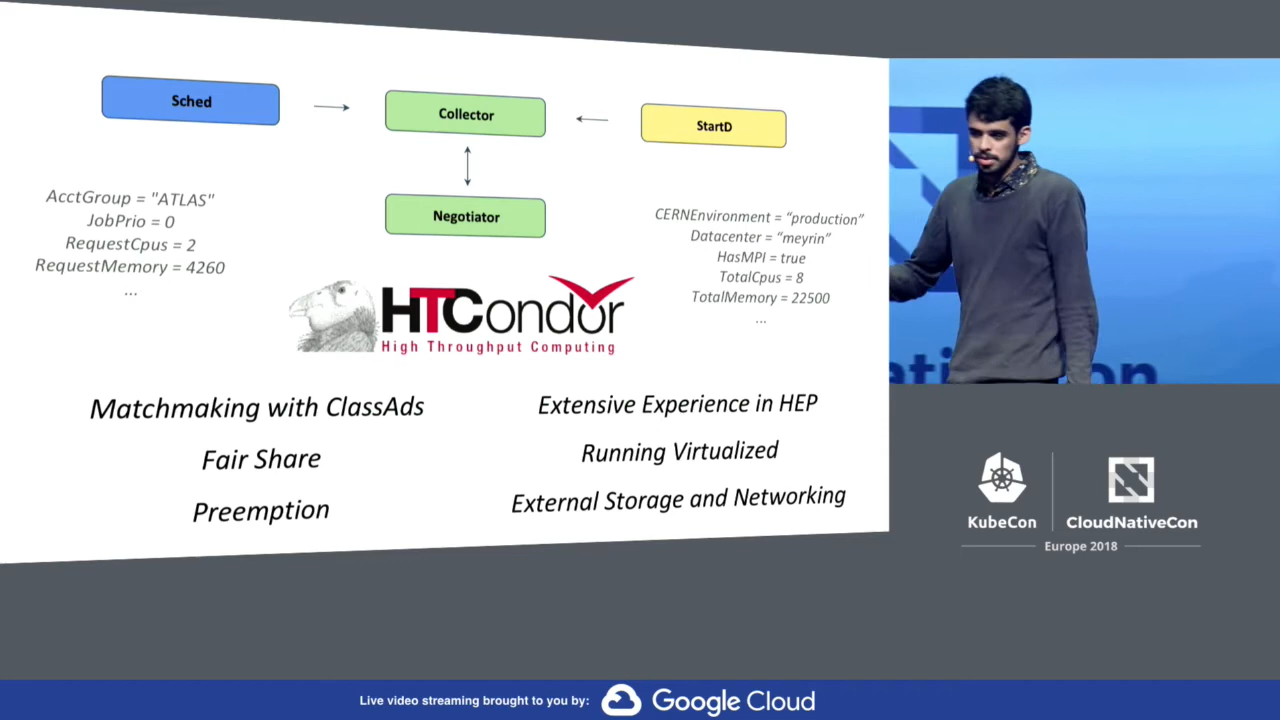 Sched
Collector
StartD
Negotiator
AcctGroup = "ATLAS"
JobPrio = 0
RequestCpus = 2
RequestMemory = 4260
...
CERNEnvironment = “production”
Datacenter = “meyrin”
HasMPI = true
TotalCpus = 8
TotalMemory = 22500
...
HTCondor
High Throughput Computing
Matchmaking with ClassAds
Fair Share
Preemption
Extensive Experience in HEP
Running Virtualized
External Storage and Networking
KubeCon
CloudNativeCon
Europe 2018
Live video streaming brought to you by:
Google Cloud